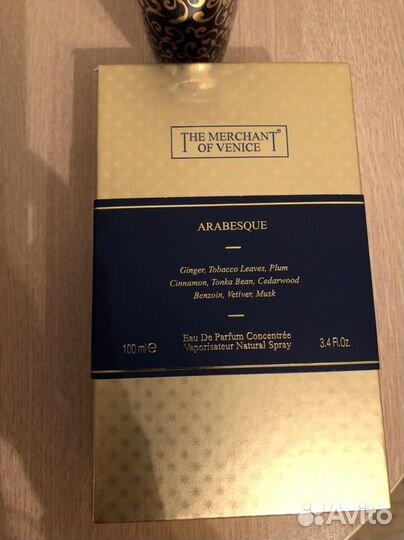 THE MERCHANT®
OF VENICE
ARABESQUE
Ginger, Tobacco Leaves, Plum
Cinnamon, Tonka Bean, Cedarwood
Benzoin, Vetiver, Musk
100 ml ℮ Eau De Parfum Concentrée 3.4 Fl.Oz.
Vaporisateur Natural Spray
Avito